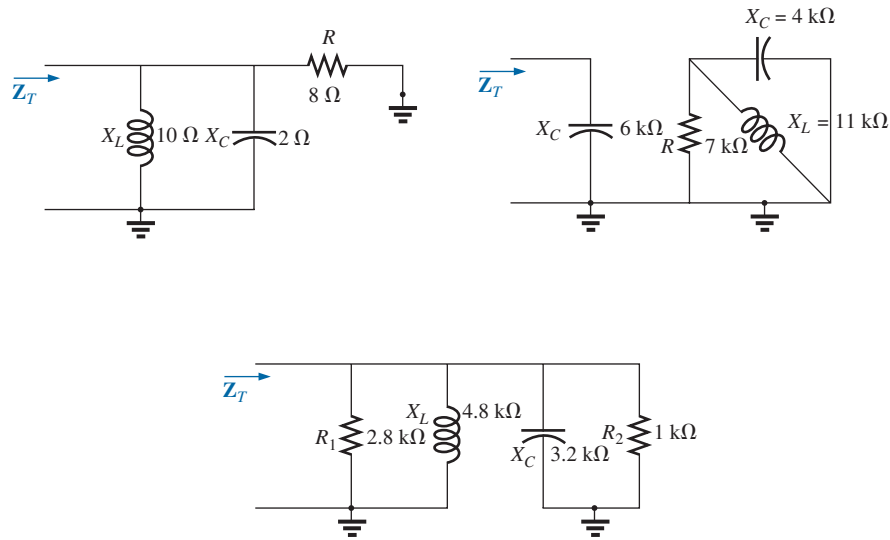 R
8 Ω
Z_T
X_L
10 Ω
X_C
2 Ω
X_C = 4 kΩ
Z_T
X_C
6 kΩ
R
7 kΩ
X_L = 11 kΩ
Z_T
R_1
2.8 kΩ
X_L
4.8 kΩ
X_C
3.2 kΩ
R_2
1 kΩ